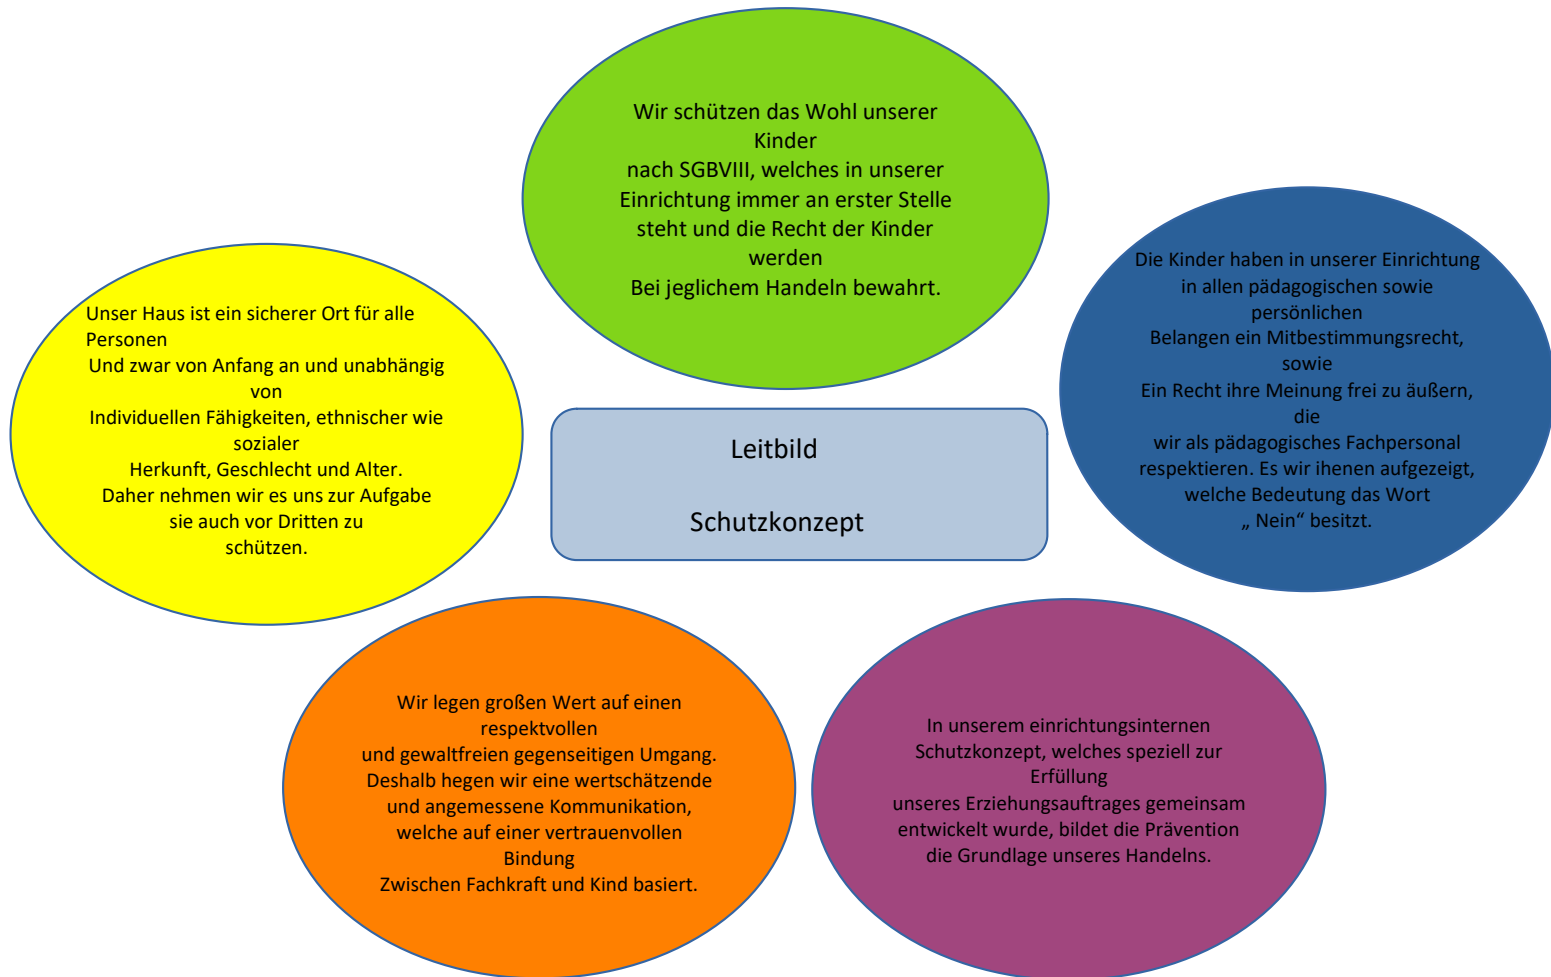 Wir schützen das Wohl unserer
Kinder
nach SGBVIII, welches in unserer
Einrichtung immer an erster Stelle
steht und die Recht der Kinder
werden
Bei jeglichem Handeln bewahrt.
Unser Haus ist ein sicherer Ort für alle
Personen
Und zwar von Anfang an und unabhängig
von
Individuellen Fähigkeiten, ethnischer wie
sozialer
Herkunft, Geschlecht und Alter.
Daher nehmen wir es uns zur Aufgabe
sie auch vor Dritten zu
schützen.
Die Kinder haben in unserer Einrichtung
in allen pädagogischen sowie
persönlichen
Belangen ein Mitbestimmungsrecht,
sowie
Ein Recht ihre Meinung frei zu äußern,
die
wir als pädagogisches Fachpersonal
respektieren. Es wir ihenen aufgezeigt,
welche Bedeutung das Wort
„ Nein“ besitzt.
Leitbild
Schutzkonzept
Wir legen großen Wert auf einen
respektvollen
und gewaltfreien gegenseitigen Umgang.
Deshalb hegen wir eine wertschätzende
und angemessene Kommunikation,
welche auf einer vertrauenvollen
Bindung
Zwischen Fachkraft und Kind basiert.
In unserem einrichtungsinternen
Schutzkonzept, welches speziell zur
Erfüllung
unseres Erziehungsauftrages gemeinsam
entwickelt wurde, bildet die Prävention
die Grundlage unseres Handelns.